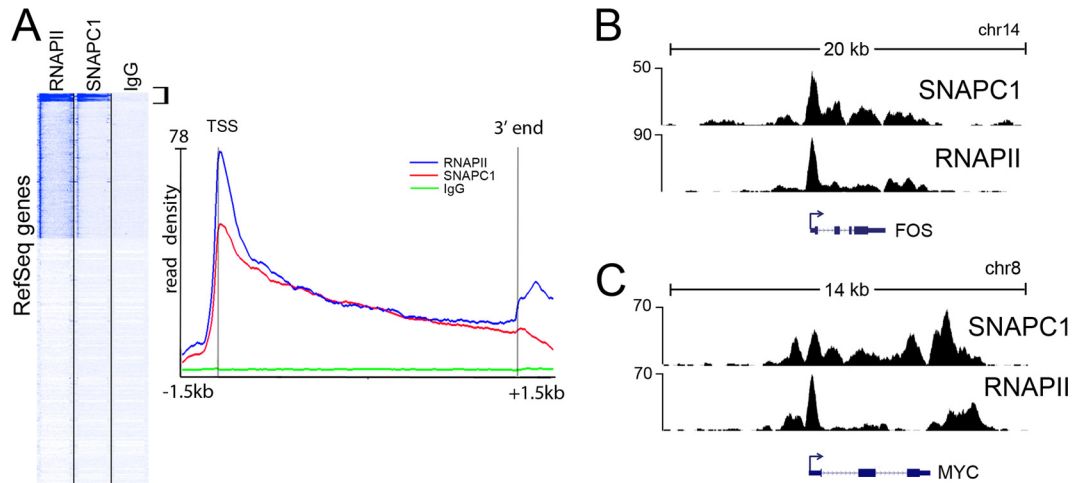 A
RefSeq genes
RNAPII
SNAPC1
IgG
78
read density
TSS
3' end
RNAPII
SNAPC1
IgG
-1.5kb
+1.5kb
B
chr14
20 kb
50
SNAPC1
90
RNAPII
FOS
C
chr8
14 kb
70
SNAPC1
70
RNAPII
MYC